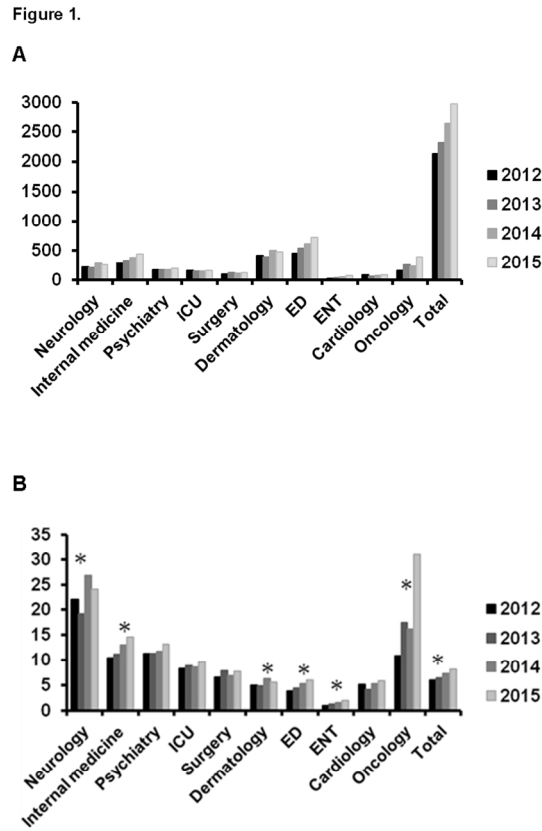 Figure 1.
A
3000
2500
2000
1500
1000
500
0
2012
2013
2014
2015
Neurology
Internal medicine
Psychiatry
ICU
Surgery
Dermatology
ED
ENT
Cardiology
Oncology
Total
B
35
30
25
20
15
10
5
0
*
*
*
*
*
*
*
2012
2013
2014
2015
Neurology
Internal medicine
Psychiatry
ICU
Surgery
Dermatology
ED
ENT
Cardiology
Oncology
Total